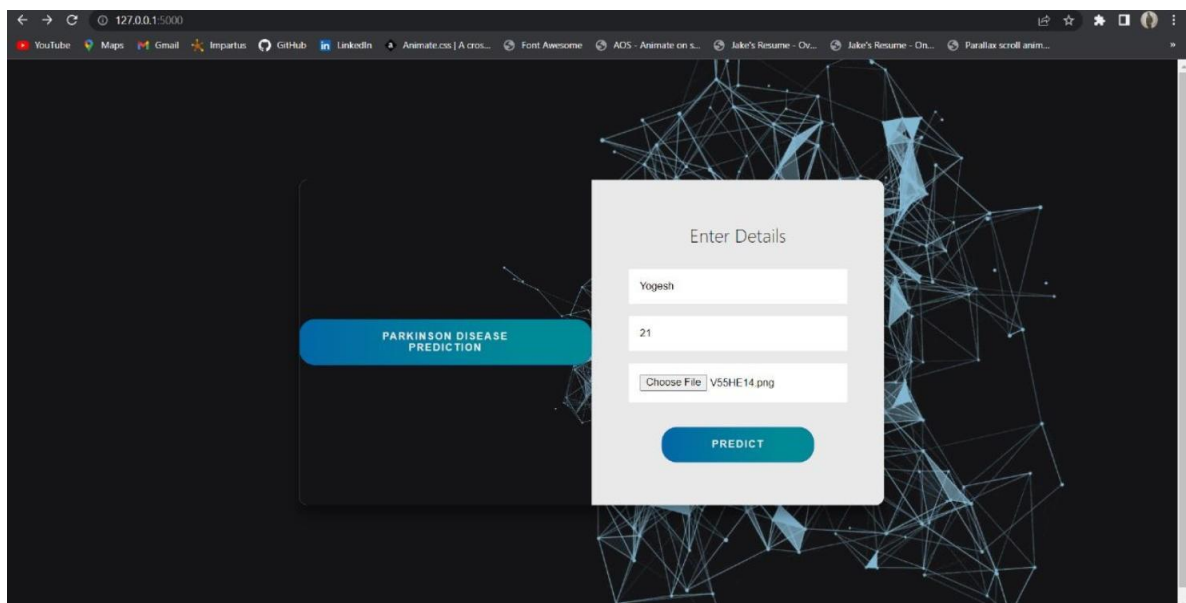 127.0.0.1:5000
YouTube Maps Gmail Impartus GitHub LinkedIn Animate.css | A cros... Font Awesome AOS - Animate on s... Jake's Resume - Ov... Jake's Resume - On... Parallax scroll anim... »
Enter Details
Yogesh
21
PARKINSON DISEASE
PREDICTION
Choose File V55HE14.png
PREDICT